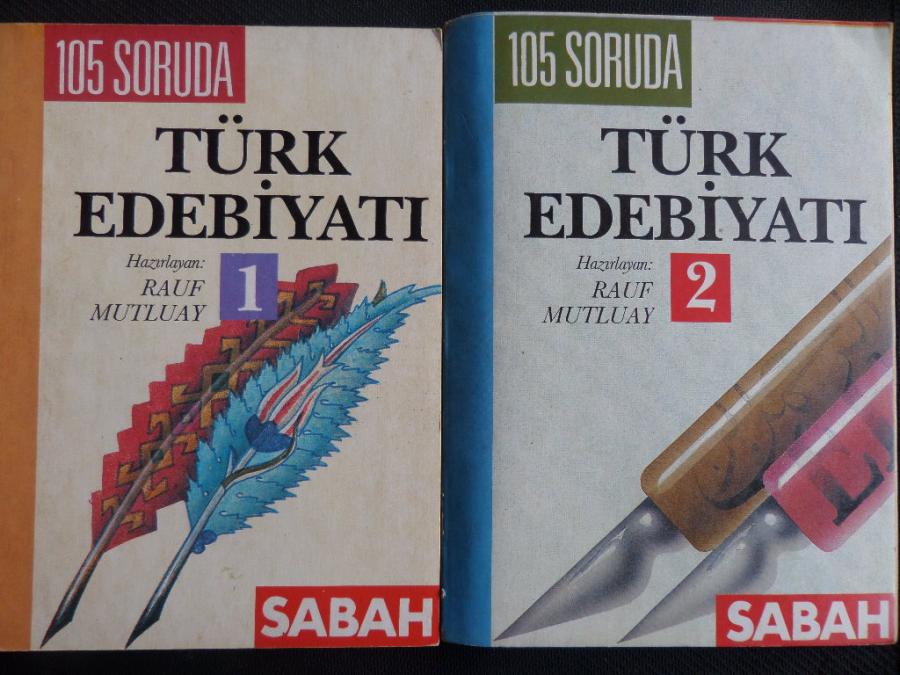 105 SORUDA
TÜRK
EDEBİYATI
Hazırlayan:
RAUF
MUTLUAY
1
SABAH
105 SORUDA
TÜRK
EDEBİYATI
Hazırlayan:
RAUF
MUTLUAY
2
SABAH